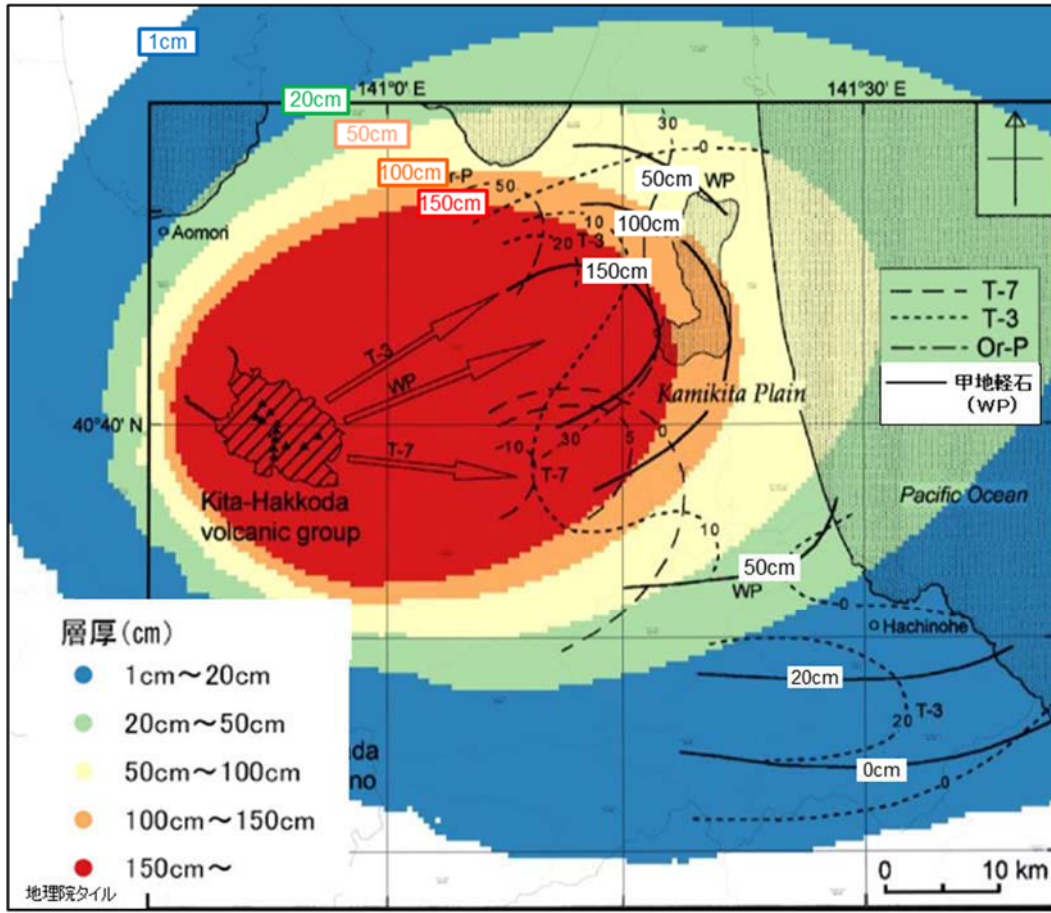 1cm
20cm
141°0' E
141°30' E
50cm
30
0
100cm
r-P
50
50cm
WP
150cm
10
100cm
Aomori
20
T-3
150cm
T-7
T-3
Or-P
甲地軽石
(WP)
T-3
WP
Kamikita Plain
40°40' N
10
30
5
0
T-7
T-7
Kita-Hakkoda
volcanic group
Pacific Ocean
10
50cm
WP
0
Hachinohe
層厚(cm)
1cm～20cm
20cm～50cm
50cm～100cm
100cm～150cm
150cm～
地理院タイル
20cm
20
T-3
0cm
0
da
no
0 10 km